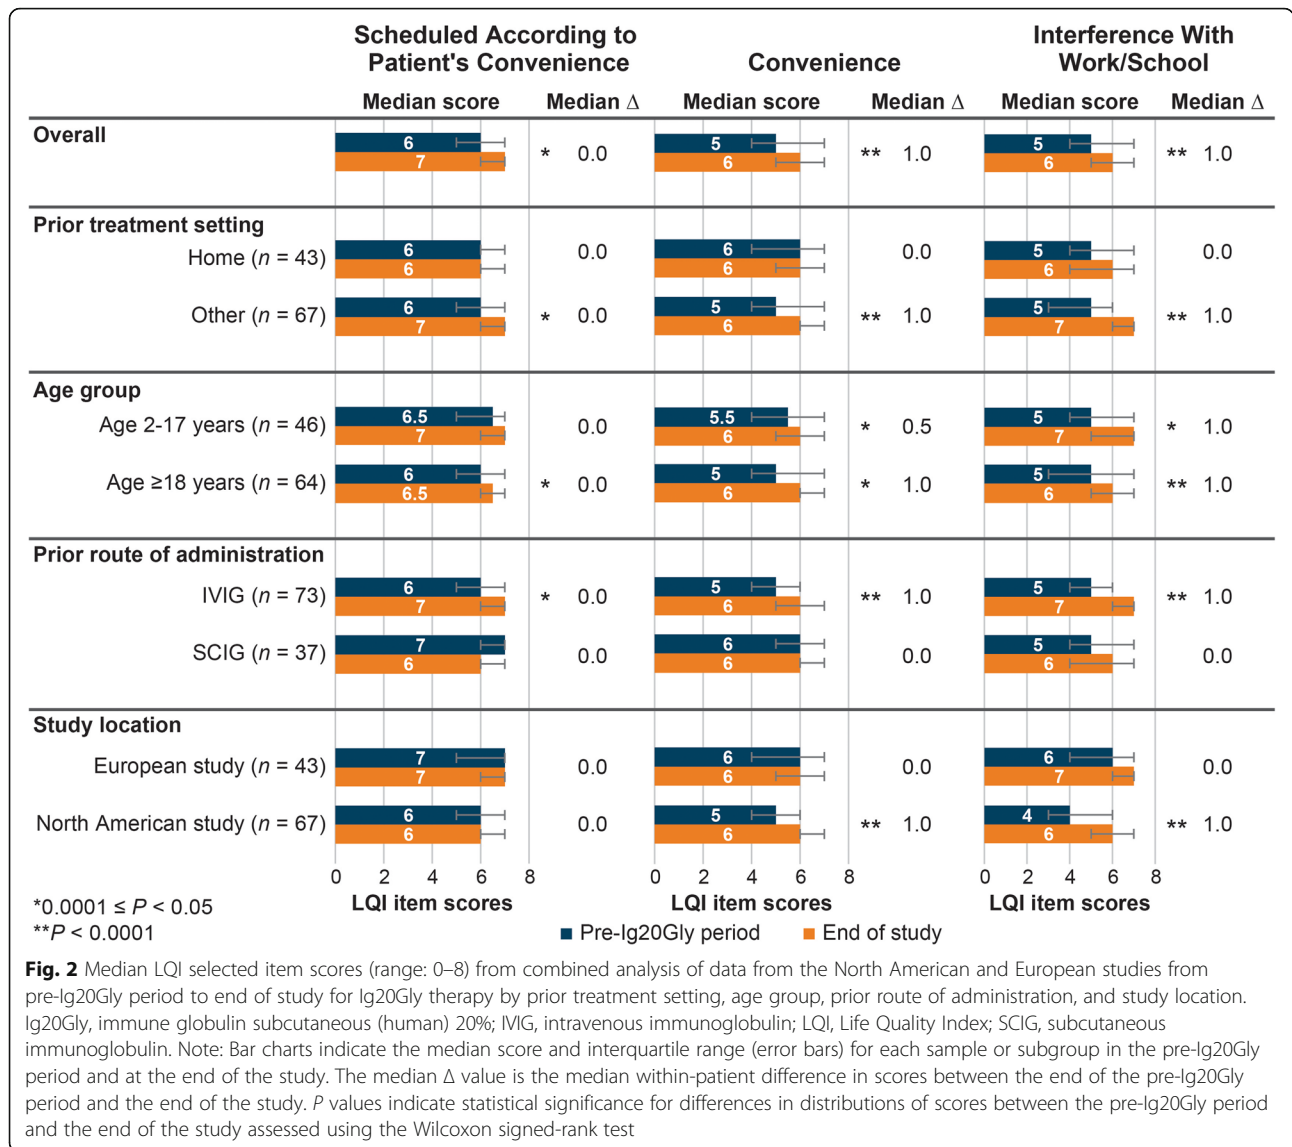 Scheduled According to Patient's Convenience
Convenience
Interference With Work/School
Median score Median Δ Median score Median Δ Median score Median Δ
Overall
6 5 5
* 0.0 ** 1.0 ** 1.0
7 6 6
Prior treatment setting
Home (n = 43)
6 6 5
0.0 0.0 0.0
6 6 6
Other (n = 67)
6 5 5
* 0.0 ** 1.0 ** 1.0
7 6 7
Age group
Age 2-17 years (n = 46)
6.5 5.5 5
0.0 * 0.5 * 1.0
7 6 7
Age ≥18 years (n = 64)
6 5 5
* 0.0 * 1.0 ** 1.0
6.5 6 6
Prior route of administration
IVIG (n = 73)
6 5 5
* 0.0 ** 1.0 ** 1.0
7 6 7
SCIG (n = 37)
7 6 5
0.0 0.0 0.0
6 6 6
Study location
European study (n = 43)
7 6 6
0.0 0.0 0.0
7 6 7
North American study (n = 67)
6 5 4
0.0 ** 1.0 ** 1.0
6 6 6
0 2 4 6 8 0 2 4 6 8 0 2 4 6 8
LQI item scores LQI item scores LQI item scores
*0.0001 ≤ P < 0.05
**P < 0.0001
Pre-Ig20Gly period End of study
Fig. 2 Median LQI selected item scores (range: 0–8) from combined analysis of data from the North American and European studies from
pre-Ig20Gly period to end of study for Ig20Gly therapy by prior treatment setting, age group, prior route of administration, and study location.
Ig20Gly, immune globulin subcutaneous (human) 20%; IVIG, intravenous immunoglobulin; LQI, Life Quality Index; SCIG, subcutaneous
immunoglobulin. Note: Bar charts indicate the median score and interquartile range (error bars) for each sample or subgroup in the pre-Ig20Gly
period and at the end of the study. The median Δ value is the median within-patient difference in scores between the end of the pre-Ig20Gly
period and the end of the study. P values indicate statistical significance for differences in distributions of scores between the pre-Ig20Gly period
and the end of the study assessed using the Wilcoxon signed-rank test